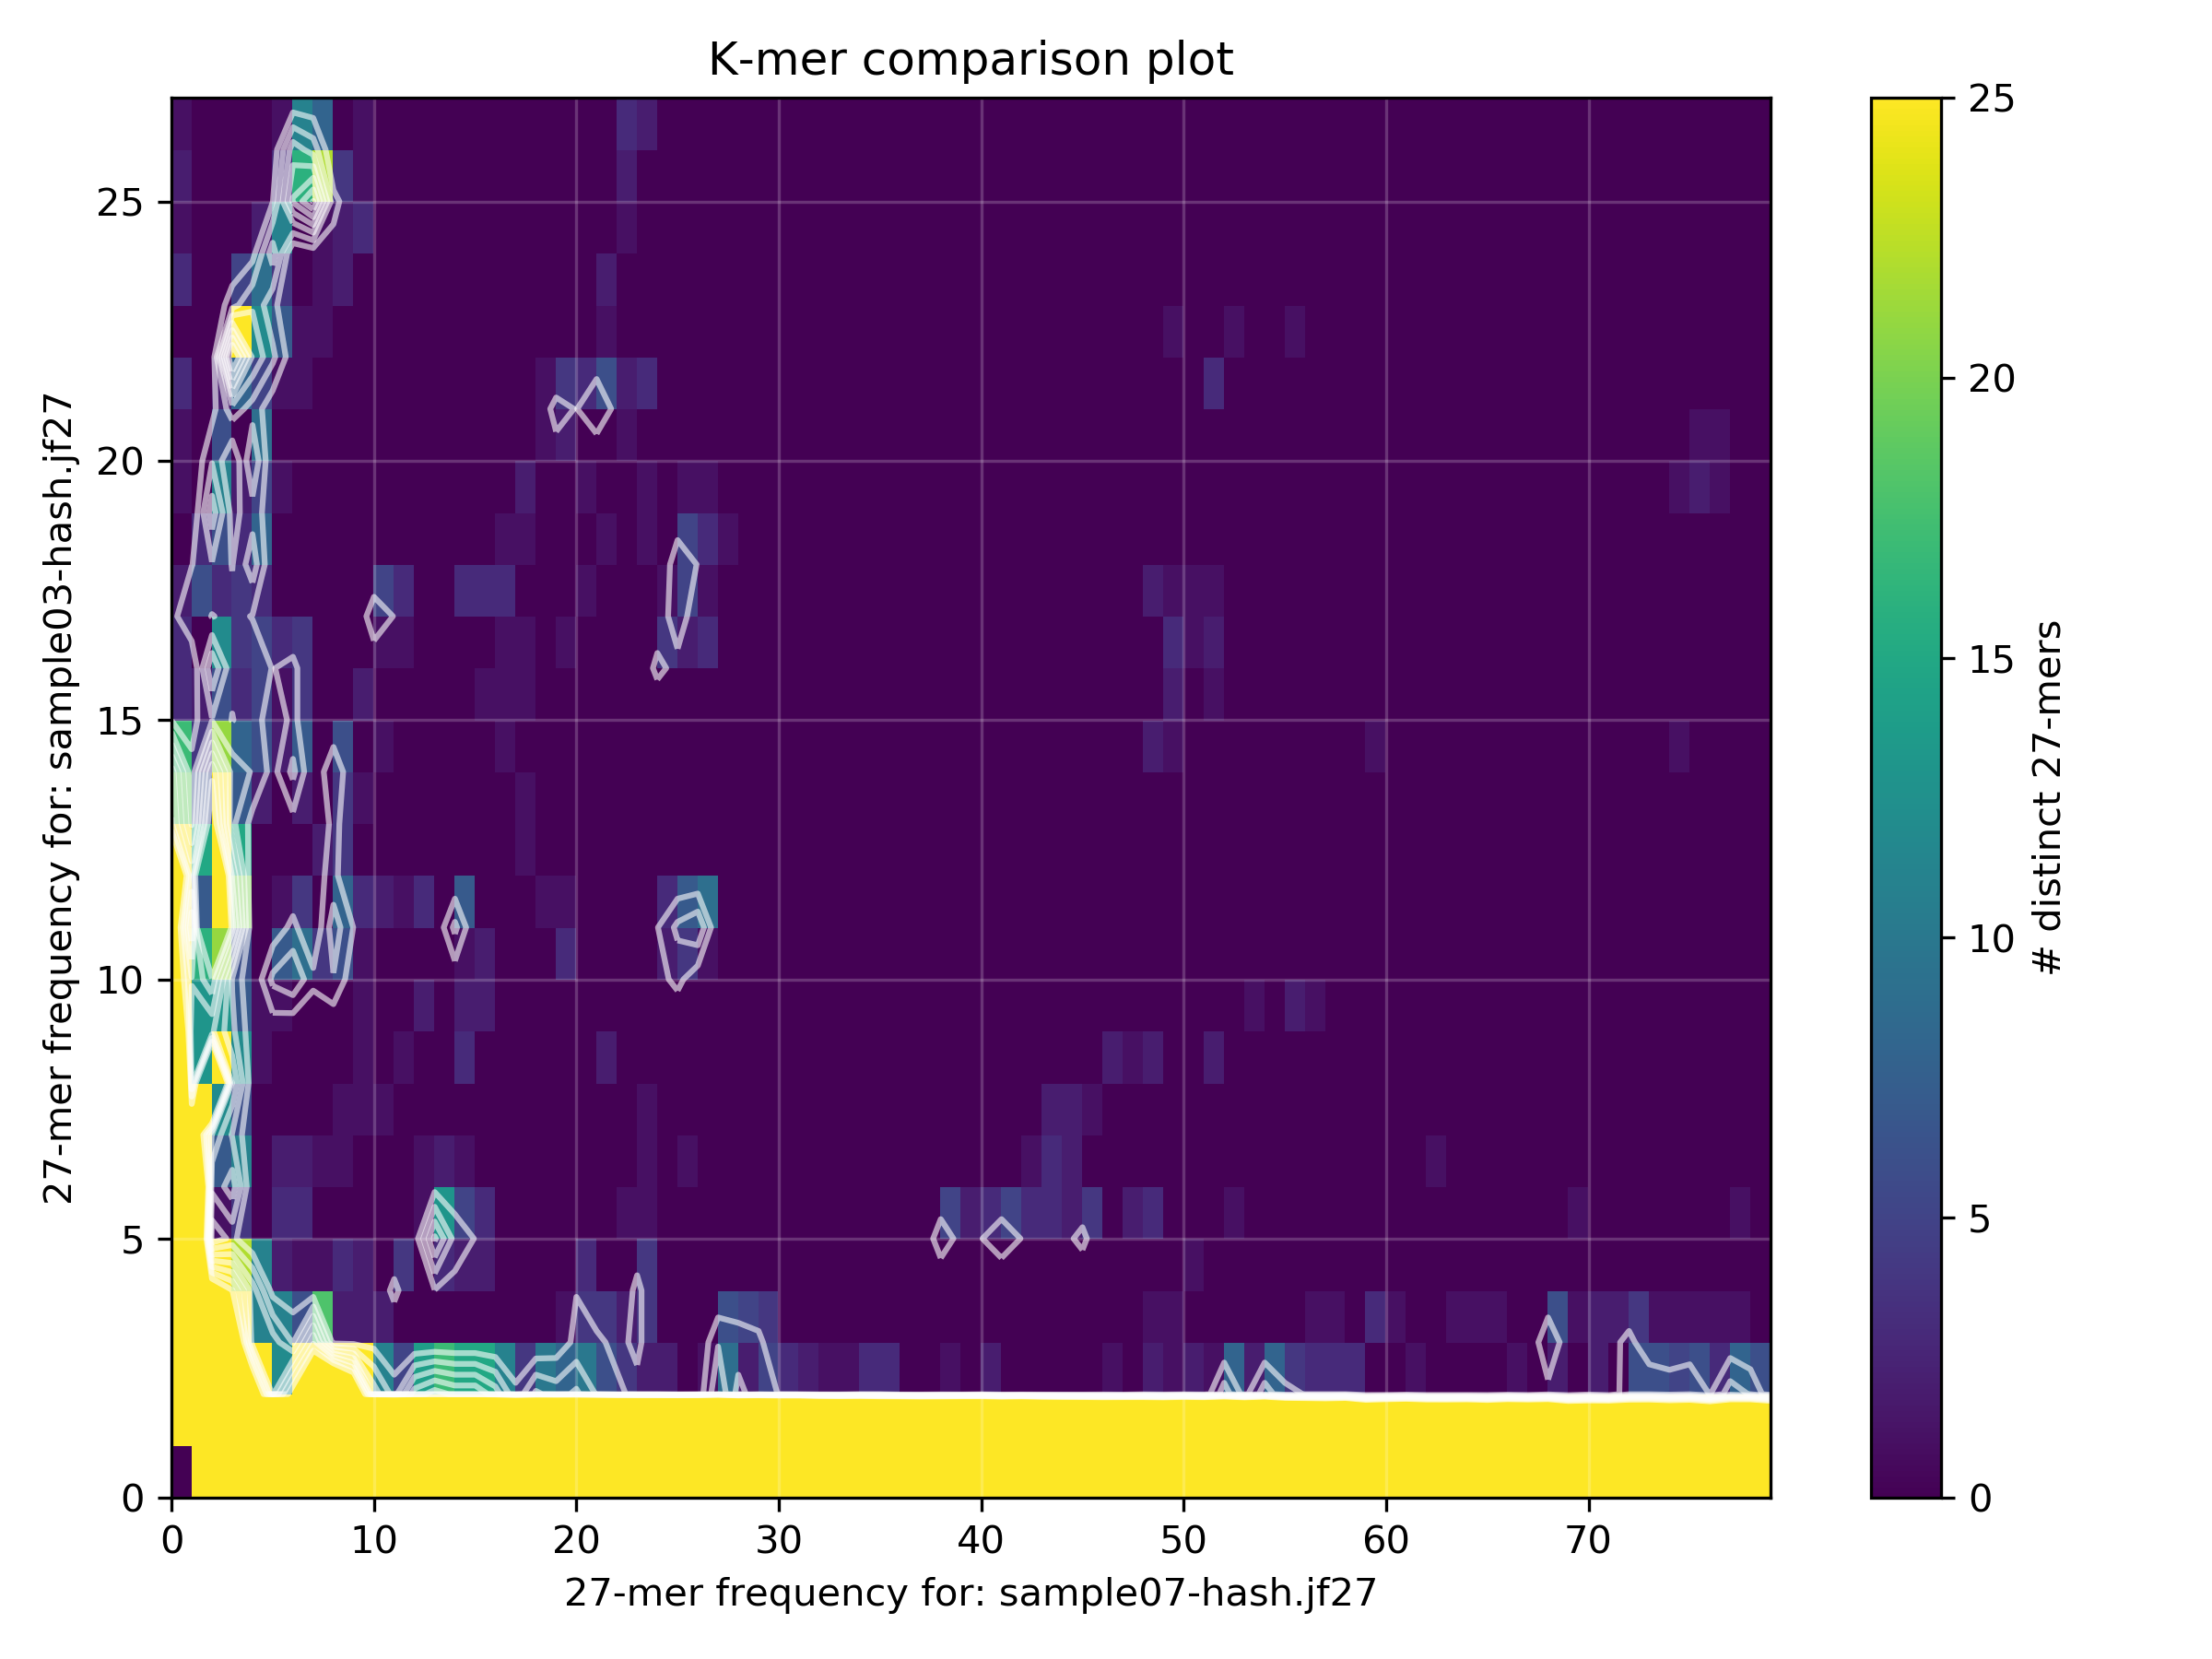 K-mer comparison plot
27-mer frequency for: sample03-hash.jf27
25
20
15
10
5
0
0 10 20 30 40 50 60 70
27-mer frequency for: sample07-hash.jf27
25
20
15
10
5
0
# distinct 27-mers